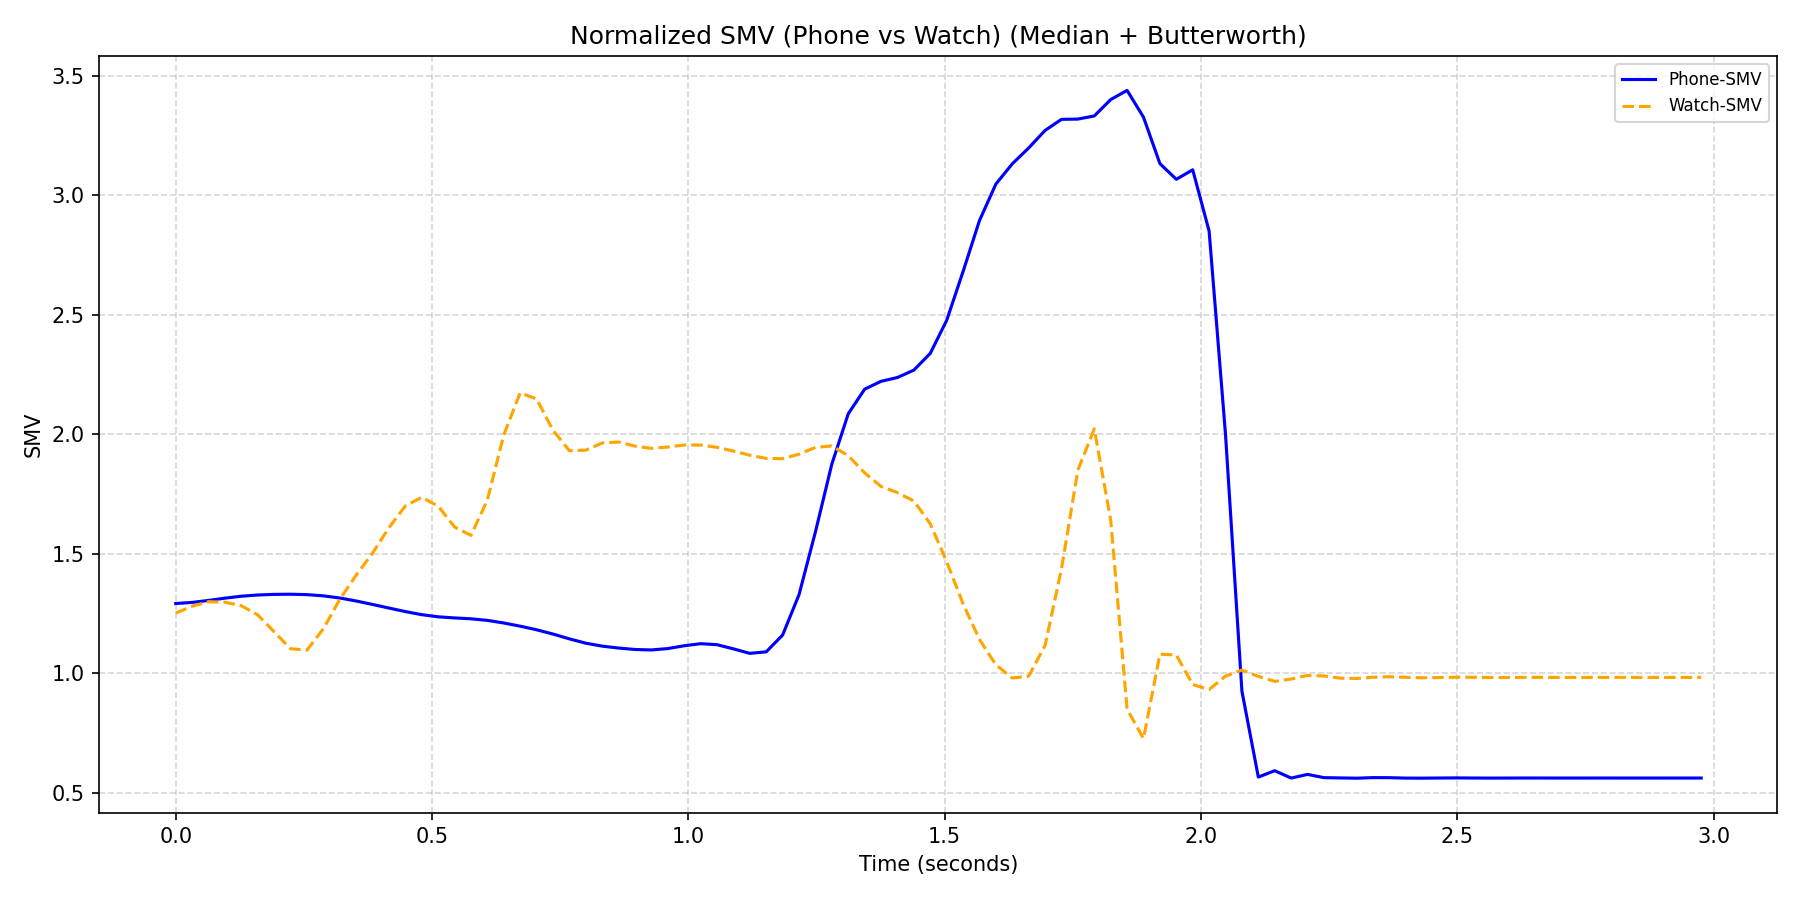 Normalized SMV (Phone vs Watch) (Median + Butterworth)
Phone-SMV
Watch-SMV
3.5
3.0
2.5
2.0
1.5
1.0
0.5
SMV
0.0 0.5 1.0 1.5 2.0 2.5 3.0
Time (seconds)